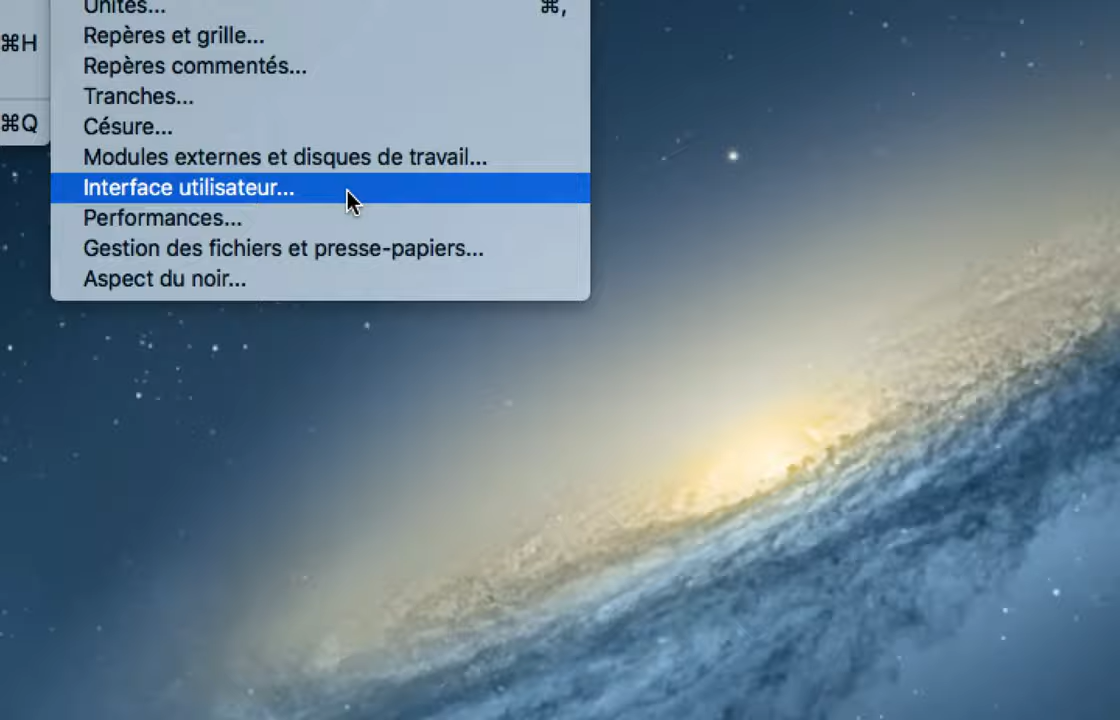 Unités... ⌘,
⌘H
Repères et grille...
Repères commentés...
Tranches...
⌘Q
Césure...
Modules externes et disques de travail...
Interface utilisateur...
Performances...
Gestion des fichiers et presse-papiers...
Aspect du noir...